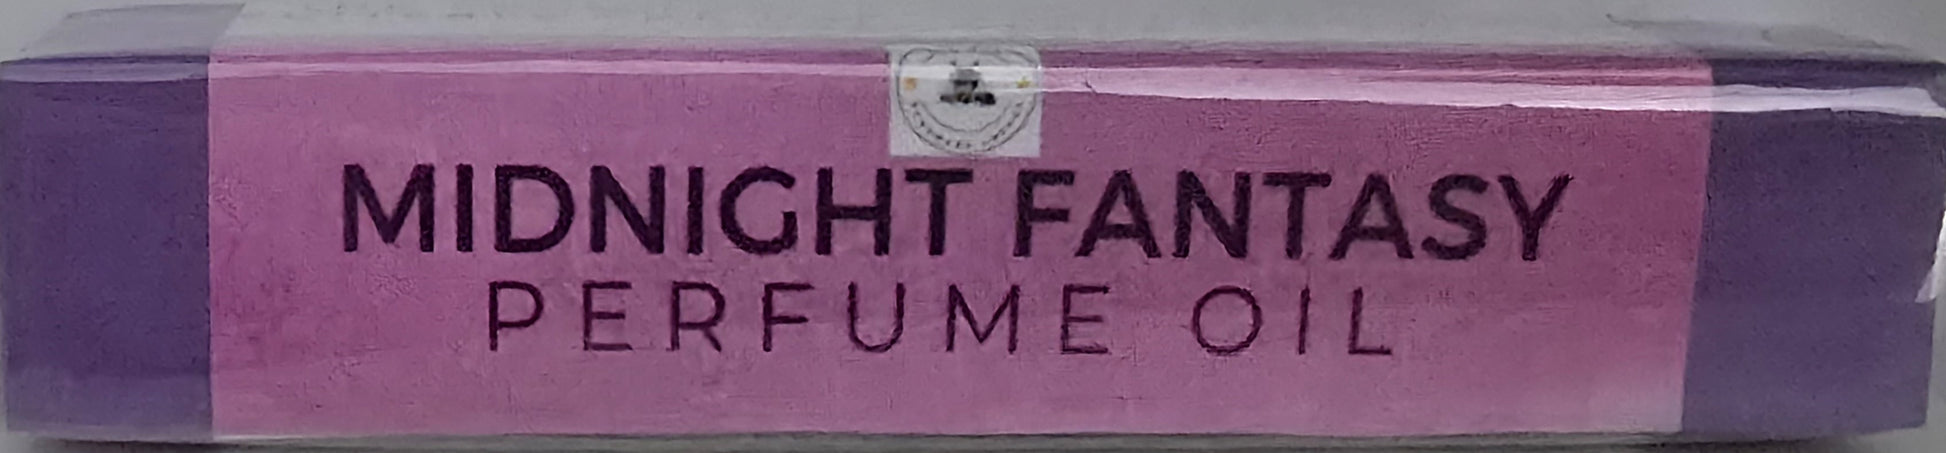 MIDNIGHT FANTASY
PERFUME OIL